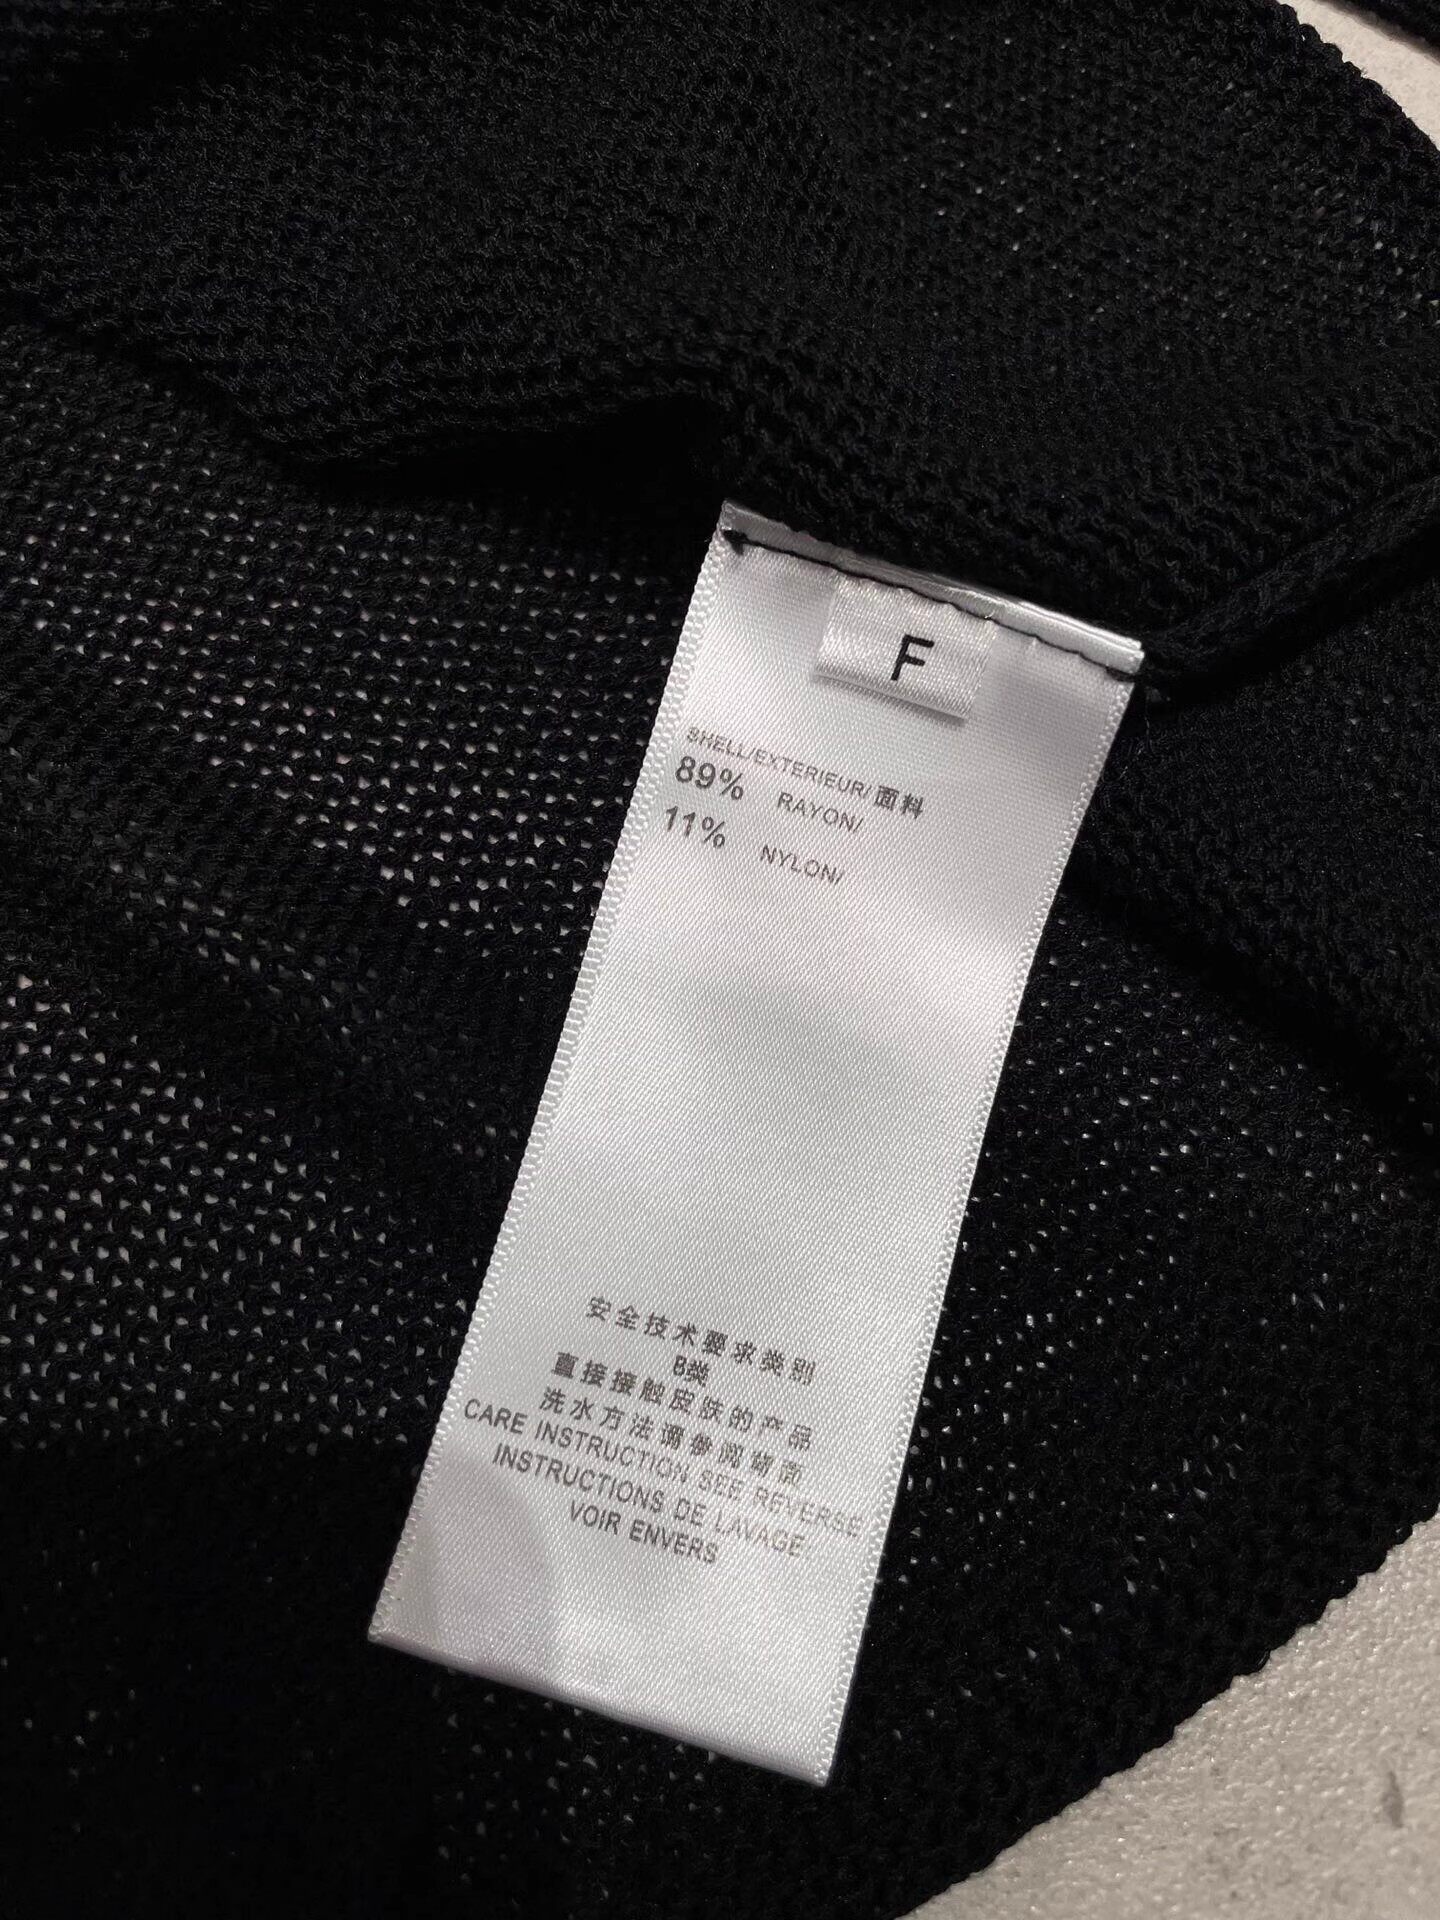 F
SHELL/EXTERIEUR/面料
89% RAYON/
11% NYLON/
安全技术要求类别
B类
直接接触皮肤的产品
洗水方法请参阅背面
CARE INSTRUCTION SEE REVERSE
INSTRUCTIONS DE LAVAGE
VOIR ENVERS